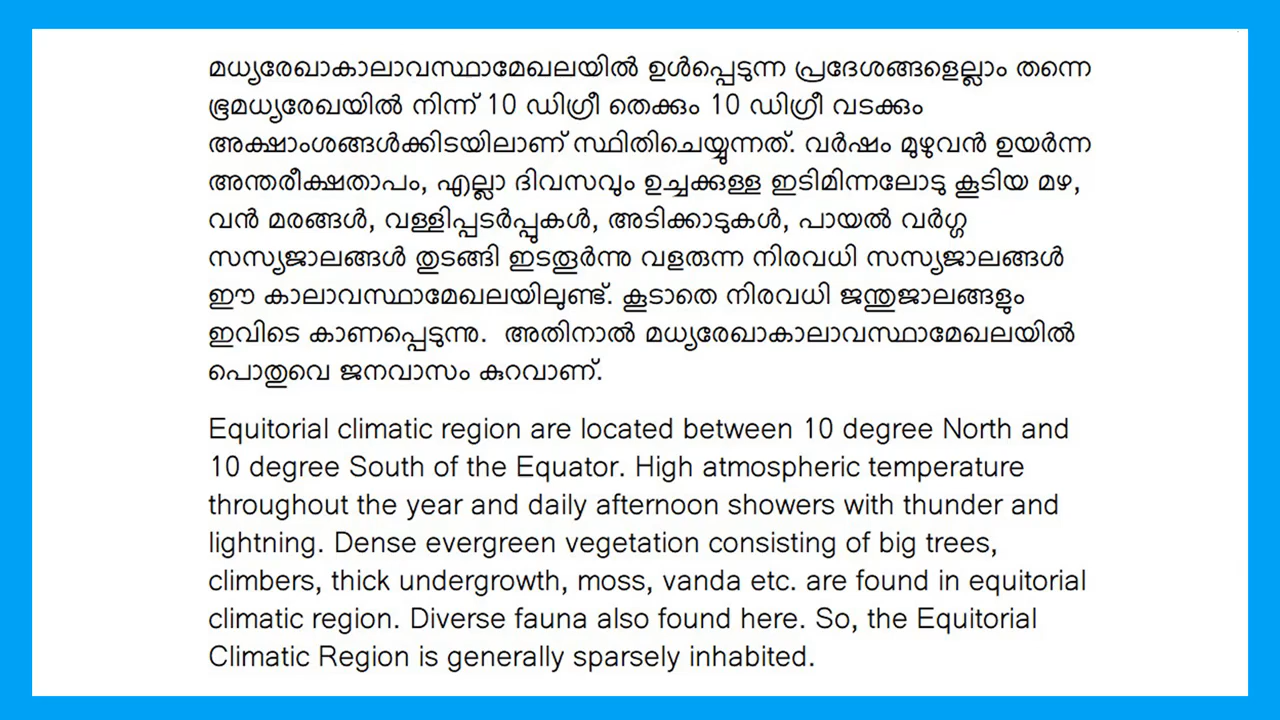 മധ്യരേഖാകാലാവസ്ഥാമേഖലയിൽ ഉൾപ്പെടുന്ന പ്രദേശങ്ങളെല്ലാം തന്നെ
ഭൂമധ്യരേഖയിൽ നിന്ന് 10 ഡിഗ്രീ തെക്കും 10 ഡിഗ്രീ വടക്കും
അക്ഷാംശങ്ങൾക്കിടയിലാണ് സ്ഥിതിചെയ്യുന്നത്. വർഷം മുഴുവൻ ഉയർന്ന
അന്തരീക്ഷതാപം, എല്ലാ ദിവസവും ഉച്ചക്കുള്ള ഇടിമിന്നലോടു കൂടിയ മഴ,
വൻ മരങ്ങൾ, വള്ളിപ്പടർപ്പുകൾ, അടിക്കാടുകൾ, പായൽ വർഗ്ഗ
സസ്യജാലങ്ങൾ തുടങ്ങി ഇടതൂർന്നു വളരുന്ന നിരവധി സസ്യജാലങ്ങൾ
ഈ കാലാവസ്ഥാമേഖലയിലുണ്ട്. കൂടാതെ നിരവധി ജന്തുജാലങ്ങളും
ഇവിടെ കാണപ്പെടുന്നു. അതിനാൽ മധ്യരേഖാകാലാവസ്ഥാമേഖലയിൽ
പൊതുവെ ജനവാസം കുറവാണ്.
Equitorial climatic region are located between 10 degree North and
10 degree South of the Equator. High atmospheric temperature
throughout the year and daily afternoon showers with thunder and
lightning. Dense evergreen vegetation consisting of big trees,
climbers, thick undergrowth, moss, vanda etc. are found in equitorial
climatic region. Diverse fauna also found here. So, the Equitorial
Climatic Region is generally sparsely inhabited.